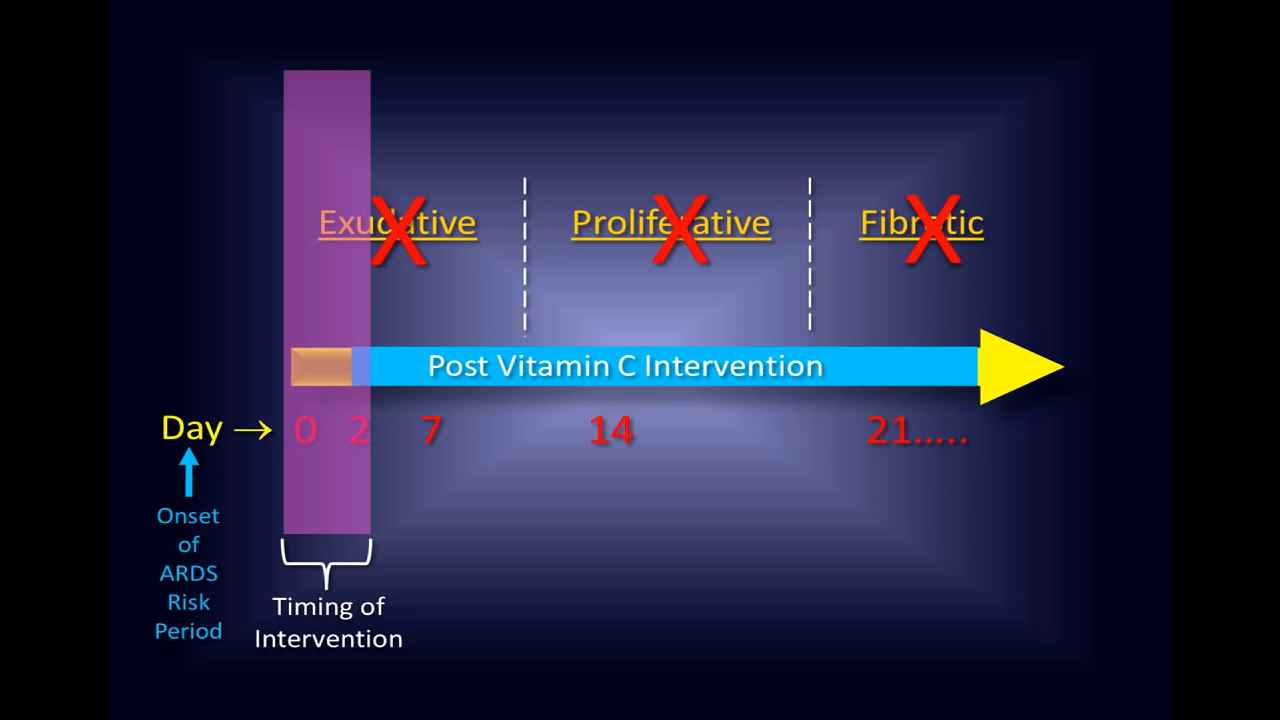 Exudative
Proliferative
Fibrotic
X
X
X
Post Vitamin C Intervention
Day → 0 2 7 14 21.....
Onset
of
ARDS
Risk
Period
Timing of
Intervention